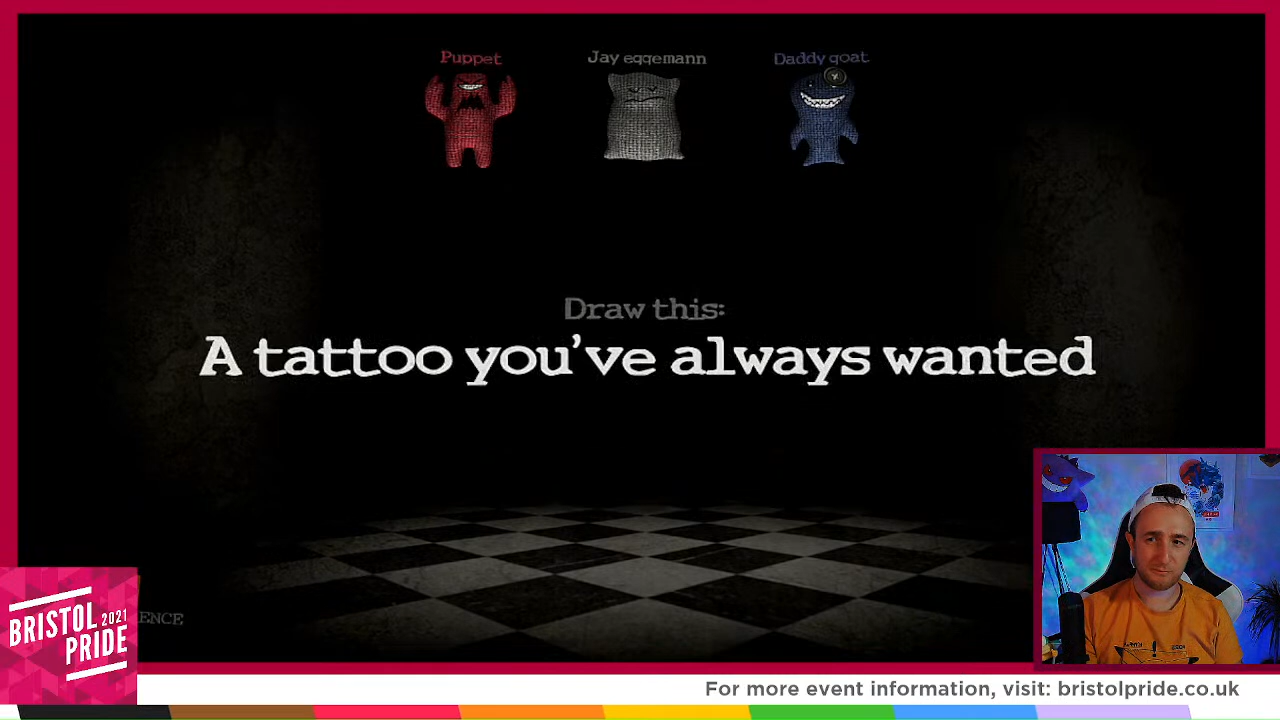 Puppet
Jay eggemann
Daddy goat
Draw this:
A tattoo you've always wanted
ENCE
BRISTOL 2021
PRIDE
For more event information, visit: bristolpride.co.uk